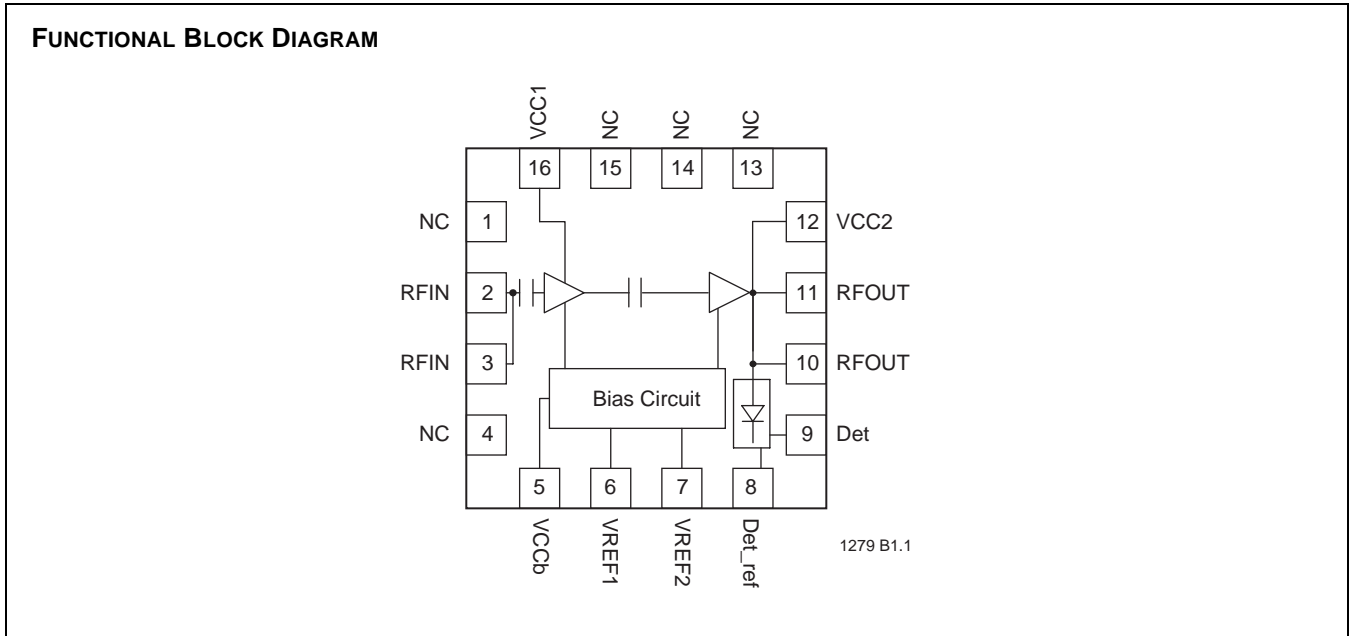 FUNCTIONAL BLOCK DIAGRAM
VCC1
NC
NC
NC
16
15
14
13
NC
1
12
VCC2
RFIN
2
11
RFOUT
RFIN
3
10
RFOUT
Bias Circuit
NC
4
9
Det
5
6
7
8
VCCb
VREF1
VREF2
Det_ref
1279 B1.1